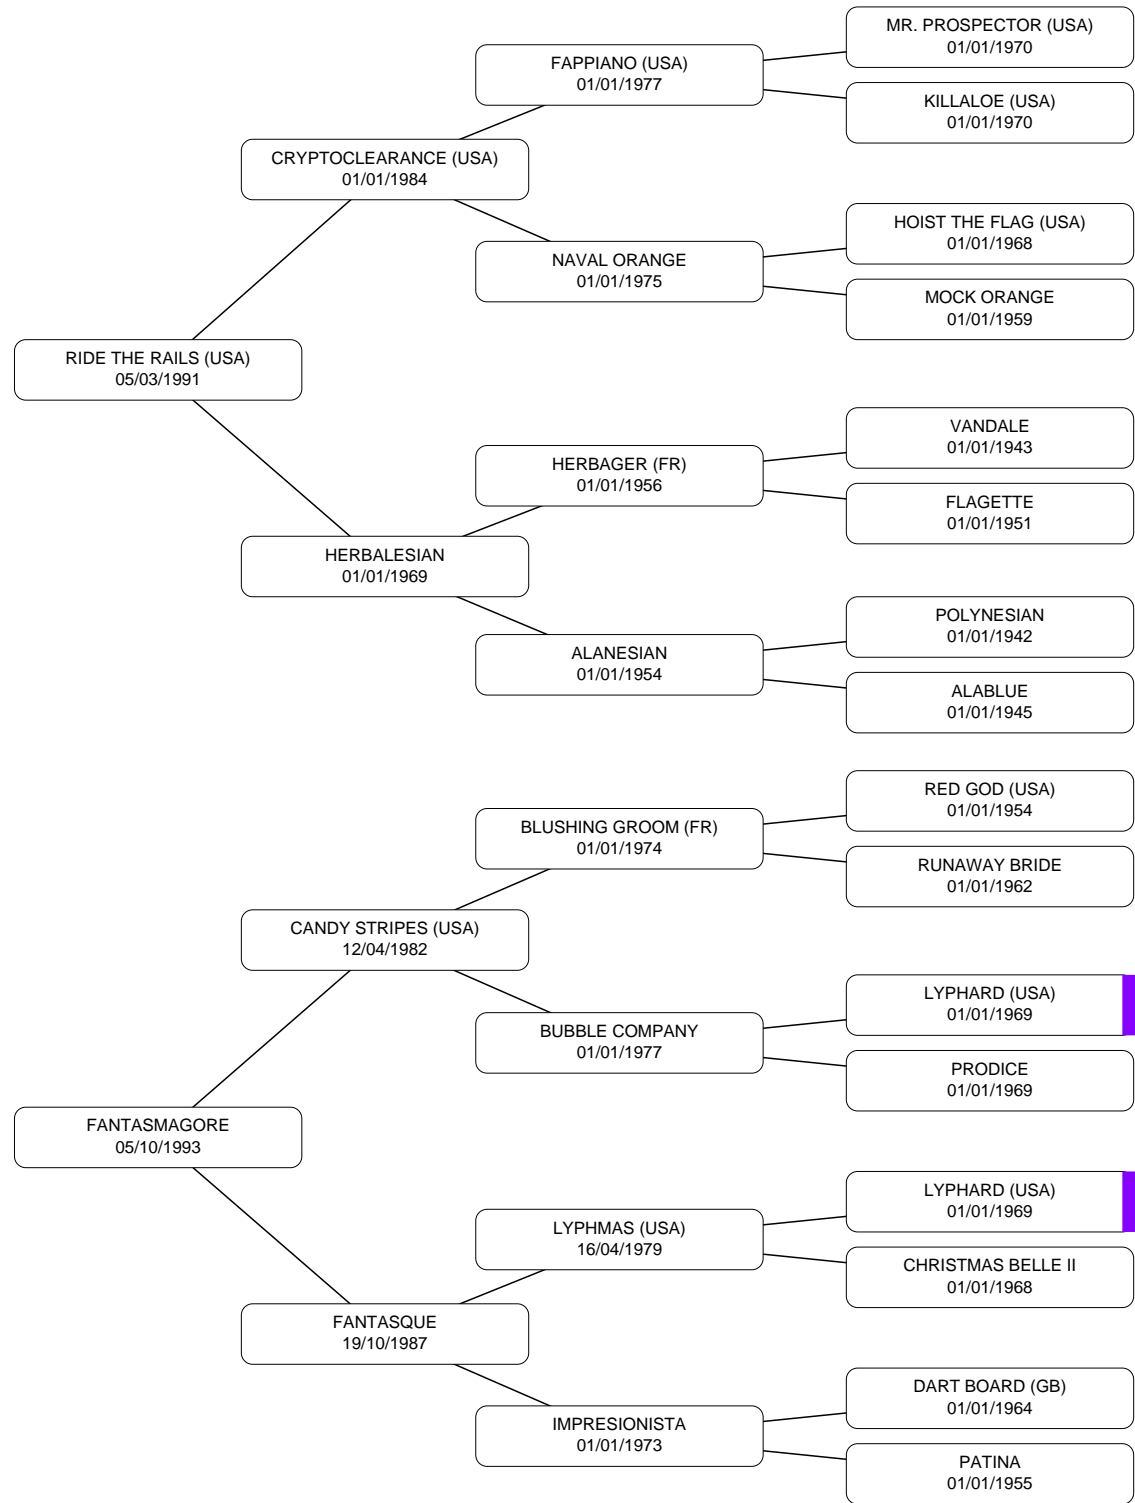 MR. PROSPECTOR (USA)
01/01/1970
FAPPIANO (USA)
01/01/1977
KILLALOE (USA)
01/01/1970
CRYPTOCLEARANCE (USA)
01/01/1984
HOIST THE FLAG (USA)
01/01/1968
NAVAL ORANGE
01/01/1975
MOCK ORANGE
01/01/1959
RIDE THE RAILS (USA)
05/03/1991
VANDALE
01/01/1943
HERBAGER (FR)
01/01/1956
FLAGETTE
01/01/1951
HERBALESIAN
01/01/1969
POLYNESIAN
01/01/1942
ALANESIAN
01/01/1954
ALABLUE
01/01/1945
RED GOD (USA)
01/01/1954
BLUSHING GROOM (FR)
01/01/1974
RUNAWAY BRIDE
01/01/1962
CANDY STRIPES (USA)
12/04/1982
LYPHARD (USA)
01/01/1969
BUBBLE COMPANY
01/01/1977
PRODICE
01/01/1969
FANTASMAGORE
05/10/1993
LYPHARD (USA)
01/01/1969
LYPHMAS (USA)
16/04/1979
CHRISTMAS BELLE II
01/01/1968
FANTASQUE
19/10/1987
DART BOARD (GB)
01/01/1964
IMPRESIONISTA
01/01/1973
PATINA
01/01/1955